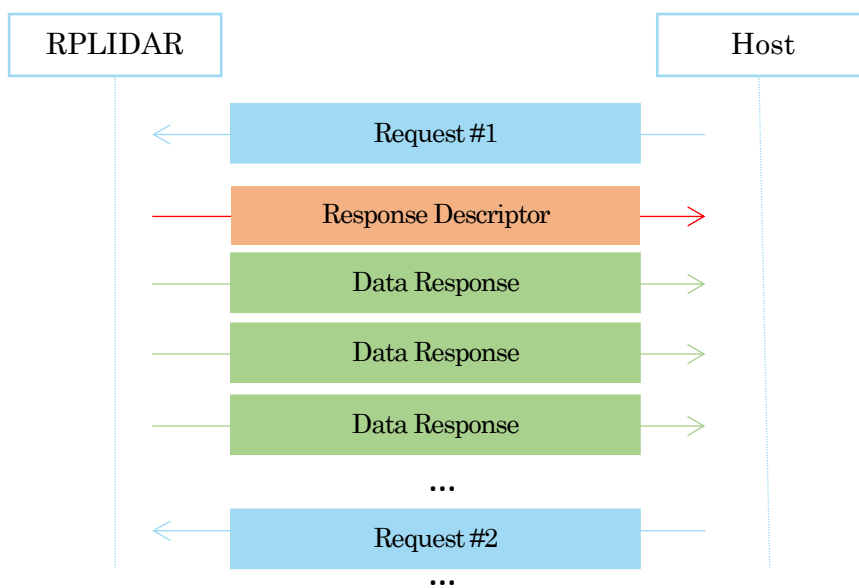 RPLIDAR
Host
Request #1
Response Descriptor
Data Response
Data Response
Data Response
...
Request #2
...